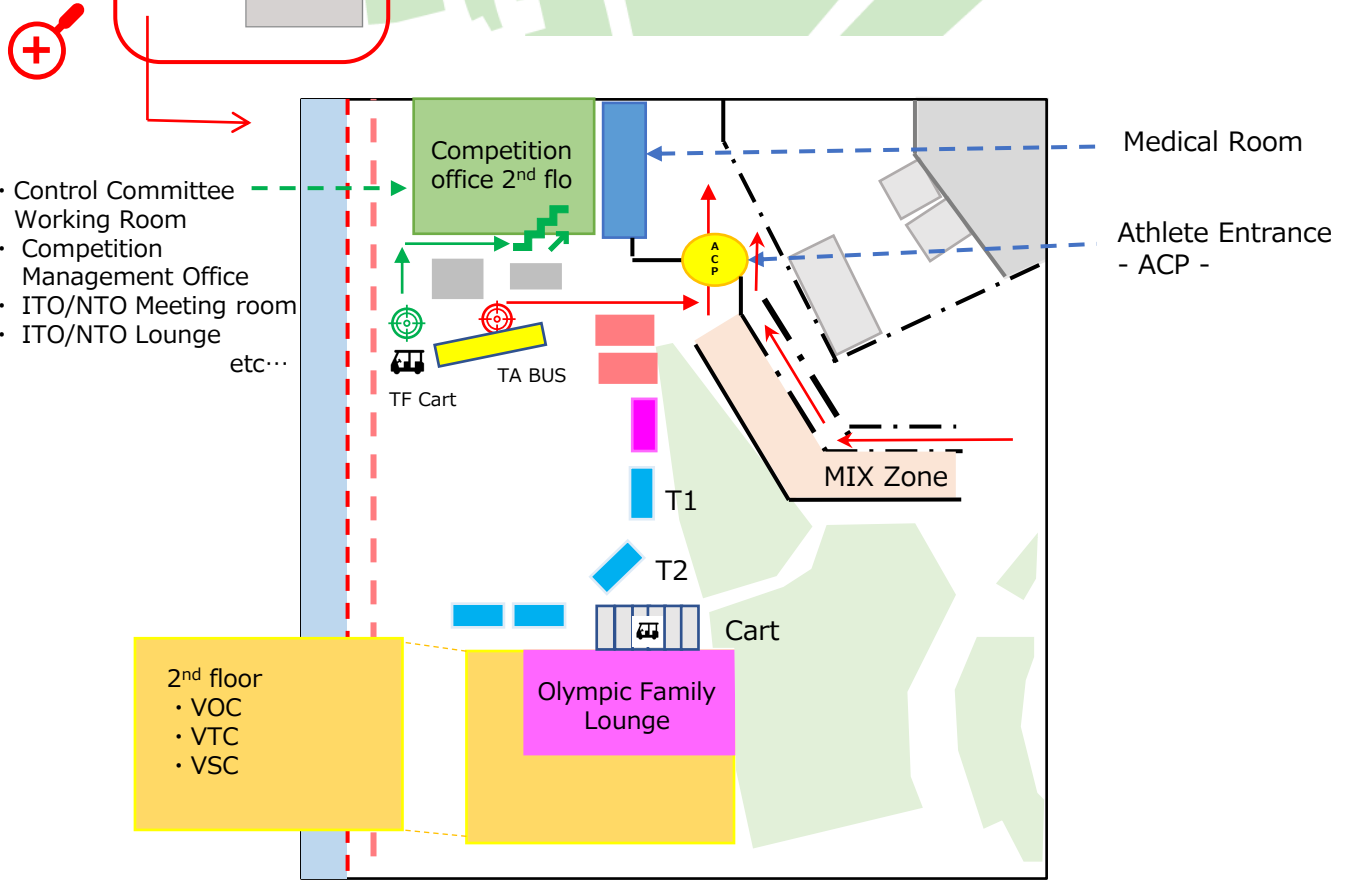 Competition
office 2nd flo
Medical Room
・ Control Committee
Working Room
・ Competition
Management Office
・ ITO/NTO Meeting room
・ ITO/NTO Lounge
etc…
A
C
P
Athlete Entrance
- ACP -
TA BUS
TF Cart
MIX Zone
T1
T2
Cart
2nd floor
・VOC
・VTC
・VSC
Olympic Family
Lounge